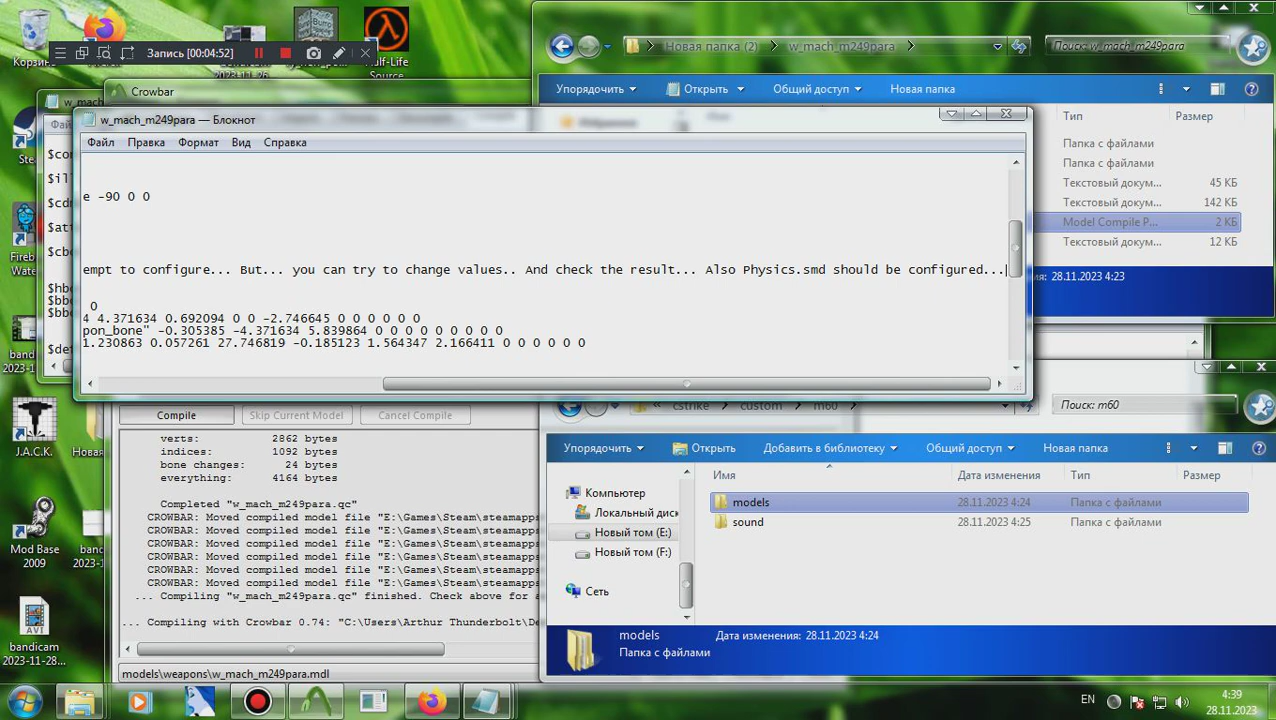 Запись [00:04:52]
Half-Life
Source
2023-11-26
Новая папка (2)
w_mach_m249para
Поиск: w_mach_m249para
Crowbar
Упорядочить
Открыть
Общий доступ
Новая папка
w_mach_m249para — Блокнот
Тип
Размер
Файл
Правка
Формат
Вид
Справка
Папка с файлами
Папка с файлами
Текстовый докум...
45 КБ
Текстовый докум...
142 КБ
Model Compile P...
2 КБ
Текстовый докум...
12 КБ
28.11.2023 4:23
e -90 0 0
empt to configure... But... you can try to change values.. And check the result... Also Physics.smd should be configured...
0
4 4.371634 0.692094 0 0 -2.746645 0 0 0 0 0 0
pon_bone" -0.305385 -4.371634 5.839864 0 0 0 0 0 0 0 0 0
1.230863 0.057261 27.746819 -0.185123 1.564347 2.166411 0 0 0 0 0 0
Compile
Skip Current Model
Cancel Compile
verts: 2862 bytes
indices: 1092 bytes
bone changes: 24 bytes
everything: 4164 bytes
Completed "w_mach_m249para.qc"
CROWBAR: Moved compiled model file "E:\Games\Steam\steamapps
CROWBAR: Moved compiled model file "E:\Games\Steam\steamapps
CROWBAR: Moved compiled model file "E:\Games\Steam\steamapps
CROWBAR: Moved compiled model file "E:\Games\Steam\steamapps
CROWBAR: Moved compiled model file "E:\Games\Steam\steamapps
CROWBAR: Moved compiled model file "E:\Games\Steam\steamapps
... Compiling "w_mach_m249para.qc" finished. Check above for a
... Compiling with Crowbar 0.74: "C:\Users\Arthur Thunderbolt\De
models\weapons\w_mach_m249para.mdl
cstrike
custom
m60
Поиск: m60
Упорядочить
Открыть
Добавить в библиотеку
Общий доступ
Новая папка
Имя
Дата изменения
Тип
Размер
Компьютер
Локальный диск
Новый том (E:)
Новый том (F:)
Сеть
models
28.11.2023 4:24
Папка с файлами
sound
28.11.2023 4:25
Папка с файлами
models
Дата изменения: 28.11.2023 4:24
Папка с файлами
J.A.C.K.
Mod Base
2009
bandicam
2023-11-28...
EN
4:39
28.11.2023